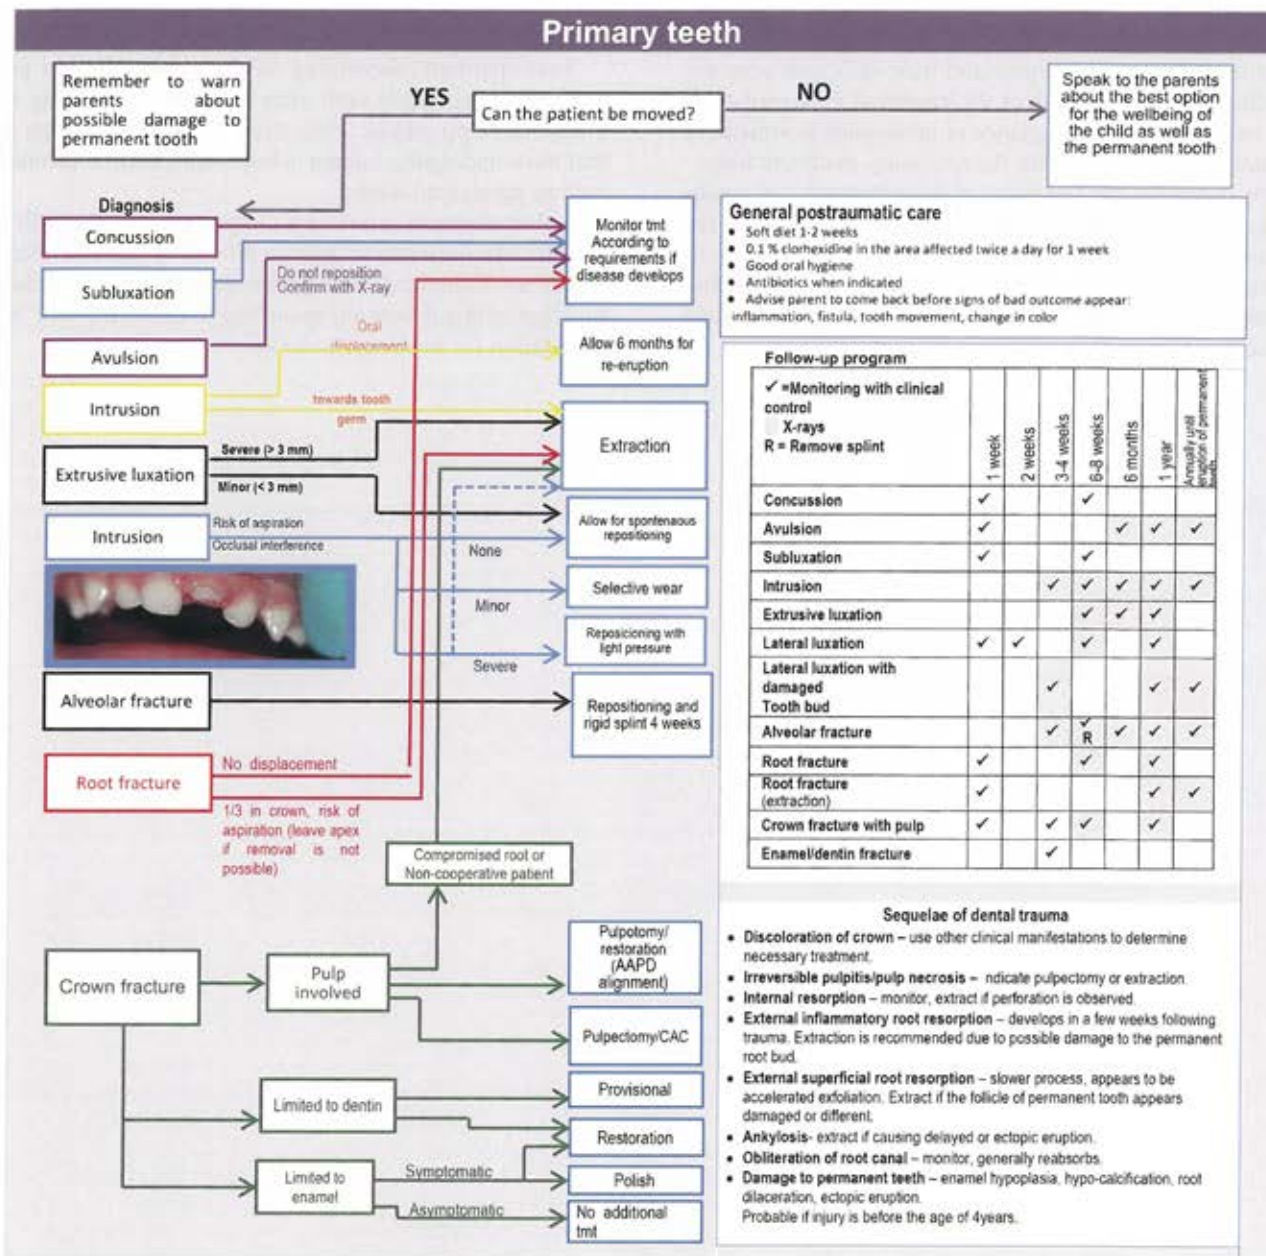 Primary teeth
Remember to warn
parents about
possible damage to
permanent tooth
YES
Can the patient be moved?
NO
Speak to the parents
about the best option
for the wellbeing of
the child as well as
the permanent tooth
Diagnosis
Concussion
Subluxation
Avulsion
Intrusion
Extrusive luxation
Intrusion
Alveolar fracture
Root fracture
Do not reposition
Confirm with X-ray
Oral
displacement
towards tooth
germ
Severe (> 3 mm)
Minor (< 3 mm)
Risk of aspiration
Occlusal interference
None
Minor
Severe
No displacement
1/3 in crown, risk of
aspiration (leave apex
if removal is not
possible)
Monitor tmt
According to
requirements if
disease develops
Allow 6 months for
re-eruption
Extraction
Allow for spontenaous
repositioning
Selective wear
Reposicioning with
light pressure
Repositioning and
rigid splint 4 weeks
Compromised root or
Non-cooperative patient
Crown fracture
Pulp
involved
Limited to dentin
Limited to
enamel
Symptomatic
Asymptomatic
Pulpotomy/
restoration
(AAPD
alignment)
Pulpectomy/CAC
Provisional
Restoration
Polish
No additional
tmt
General postraumatic care
• Soft diet 1-2 weeks
• 0.1 % clorhexidine in the area affected twice a day for 1 week
• Good oral hygiene
• Antibiotics when indicated
• Advise parent to come back before signs of bad outcome appear:
inflammation, fistula, tooth movement, change in color
Follow-up program
✓ =Monitoring with clinical
control
X-rays
R = Remove splint
1 week
2 weeks
3-4 weeks
6-8 weeks
6 months
1 year
Annually until
eruption of permanent
Concussion ✓ ✓
Avulsion ✓ ✓ ✓ ✓
Subluxation ✓ ✓
Intrusion ✓ ✓ ✓ ✓ ✓
Extrusive luxation ✓ ✓ ✓
Lateral luxation ✓ ✓ ✓ ✓
Lateral luxation with
damaged ✓ ✓ ✓
Tooth bud
Alveolar fracture ✓ ✓ R ✓ ✓ ✓
Root fracture ✓ ✓ ✓
Root fracture
(extraction) ✓ ✓ ✓
Crown fracture with pulp ✓ ✓ ✓ ✓
Enamel/dentin fracture ✓
Sequelae of dental trauma
• Discoloration of crown – use other clinical manifestations to determine
necessary treatment.
• Irreversible pulpitis/pulp necrosis – ndicate pulpectomy or extraction.
• Internal resorption – monitor, extract if perforation is observed.
• External inflammatory root resorption – develops in a few weeks following
trauma. Extraction is recommended due to possible damage to the permanent
root bud.
• External superficial root resorption – slower process, appears to be
accelerated exfoliation. Extract if the follicle of permanent tooth appears
damaged or different.
• Ankylosis- extract if causing delayed or ectopic eruption.
• Obliteration of root canal – monitor, generally reabsorbs.
• Damage to permanent teeth – enamel hypoplasia, hypo-calcification, root
dilaceration, ectopic eruption.
Probable if injury is before the age of 4years.